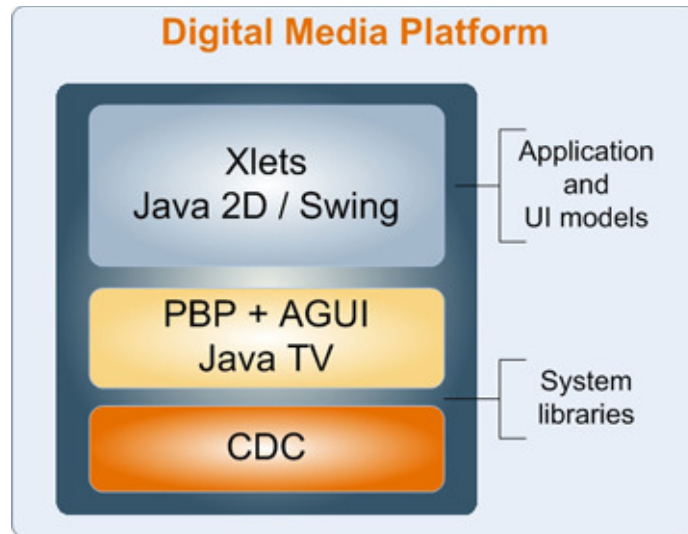 Digital Media Platform
Xlets
Java 2D / Swing
Application
and
UI models
PBP + AGUI
Java TV
System
libraries
CDC